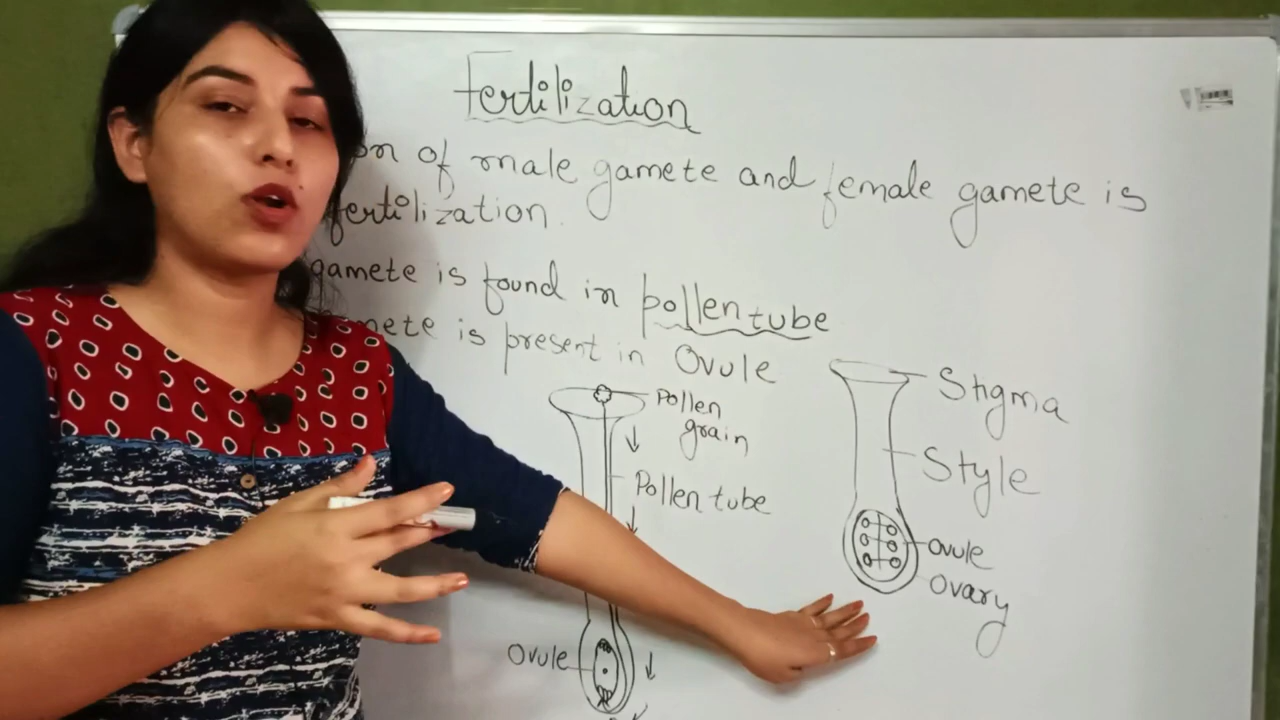 Fertilization
on of male gamete and female gamete is
fertilization.
gamete is found in pollen tube
mete is present in Ovule
Pollen
grain
Pollen tube
Ovule
Stigma
Style
ovule
ovary